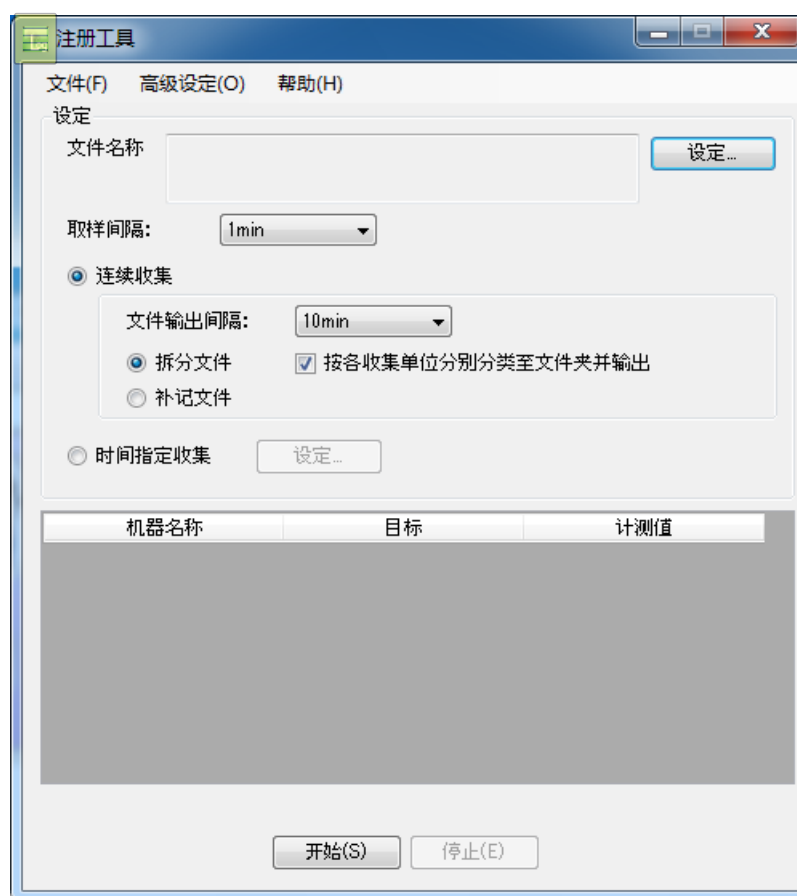 注册工具
文件(F) 高级设定(O) 帮助(H)
设定
文件名称 设定...
取样间隔: 1min
连续收集
文件输出间隔: 10min
拆分文件 按各收集单位分别分类至文件夹并输出
补记文件
时间指定收集 设定...
机器名称 目标 计测值
开始(S) 停止(E)